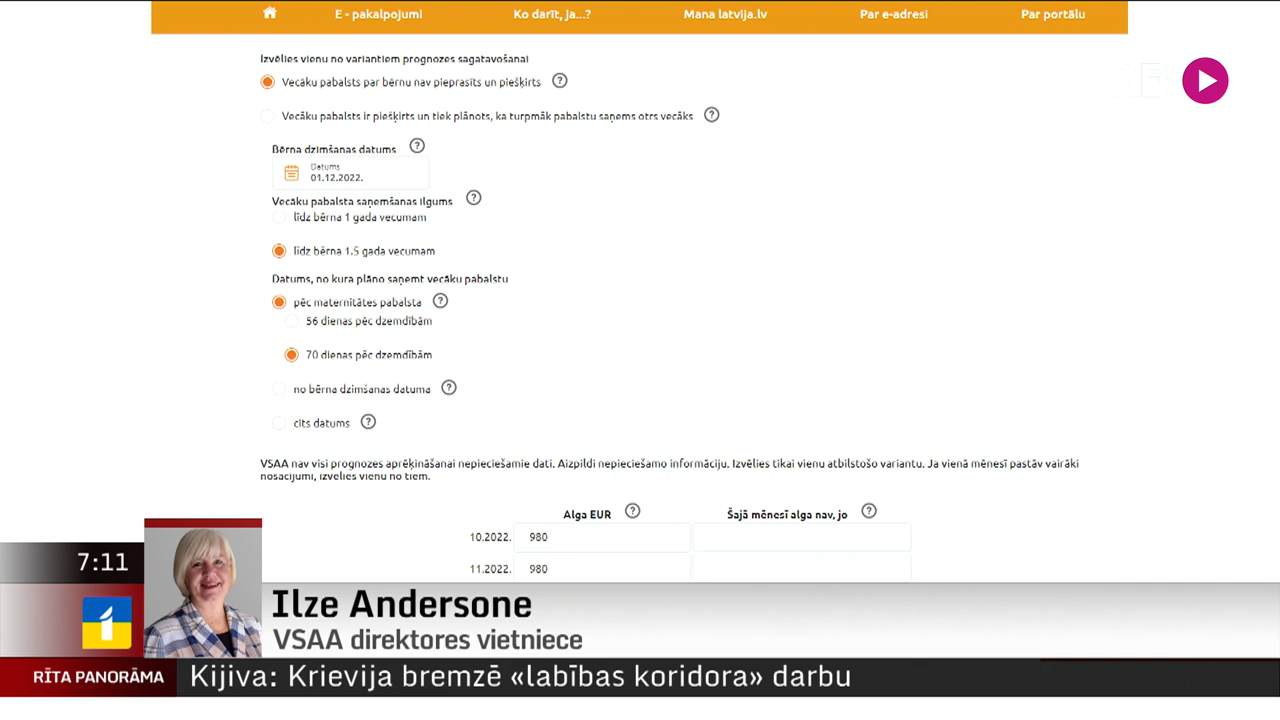 E - pakalpojumi
Ko darīt, ja...?
Mana latvija.lv
Par e-adresi
Par portālu
Izvēlies vienu no variantiem prognozes sagatavošanai
Vecāku pabalsts par bērnu nav pieprasīts un piešķirts ?
Vecāku pabalsts ir piešķirts un tiek plānots, ka turpmāk pabalstu saņems otrs vecāks ?
Bērna dzimšanas datums ?
Datums
01.12.2022.
Vecāku pabalsta saņemšanas ilgums ?
līdz bērna 1 gada vecumam
līdz bērna 1.5 gada vecumam
Datums, no kura plāno saņemt vecāku pabalstu
pēc maternitātes pabalsta ?
56 dienas pēc dzemdībām
70 dienas pēc dzemdībām
no bērna dzimšanas datuma ?
cits datums ?
VSAA nav visi prognozes aprēķināšanai nepieciešamie dati. Aizpildi nepieciešamo informāciju. Izvēlies tikai vienu atbilstošo variantu. Ja vienā mēnesī pastāv vairāki
nosacījumi, izvēlies vienu no tiem.
Alga EUR ? Šajā mēnesī alga nav, jo ?
10.2022. 980
11.2022. 980
7:11
1
Ilze Andersone
VSAA direktores vietniece
RĪTA PANORĀMA
Kijiva: Krievija bremzē «labības koridora» darbu